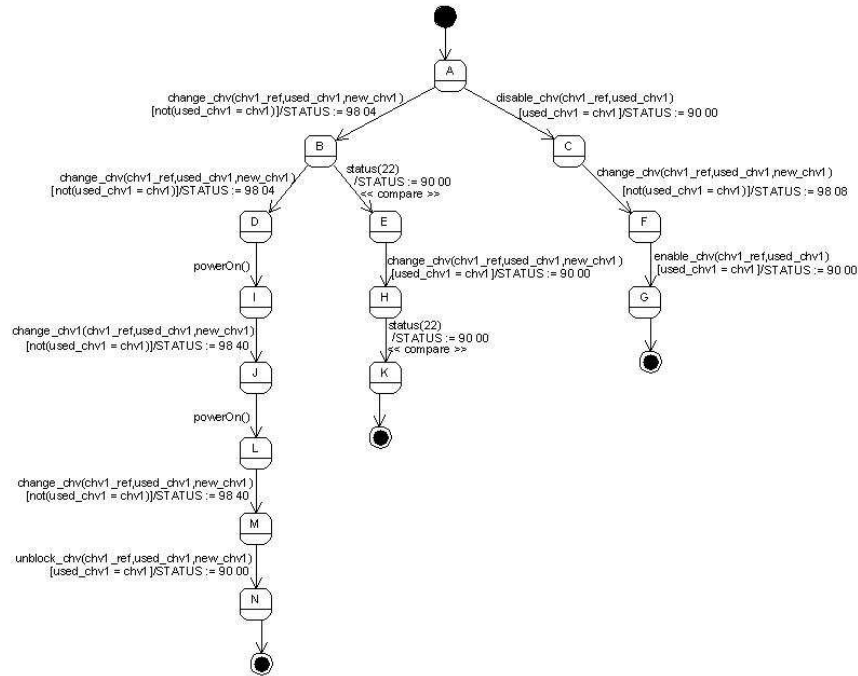 A
change_chv(chv1_ref,used_chv1,new_chv1)
[not(used_chv1 = chv1)]/STATUS := 98 04
disable_chv(chv1_ref,used_chv1)
[used_chv1 = chv1]/STATUS := 90 00
B
C
change_chv(chv1_ref,used_chv1,new_chv1)
[not(used_chv1 = chv1)]/STATUS := 98 04
status(22)
/STATUS := 90 00
<< compare >>
change_chv(chv1_ref,used_chv1,new_chv1)
[not(used_chv1 = chv1)]/STATUS := 98 08
D
E
F
powerOn()
change_chv(chv1_ref,used_chv1,new_chv1)
[used_chv1 = chv1]/STATUS := 90 00
enable_chv(chv1_ref,used_chv1)
[used_chv1 = chv1]/STATUS := 90 00
I
H
G
change_chv1(chv1_ref,used_chv1,new_chv1)
[not(used_chv1 = chv1)]/STATUS := 98 40
status(22)
/STATUS := 90 00
<< compare >>
J
K
powerOn()
L
change_chv(chv1_ref,used_chv1,new_chv1)
[not(used_chv1 = chv1)]/STATUS := 98 40
M
unblock_chv(chv1_ref,used_chv1,new_chv1)
[used_chv1 = chv1]/STATUS := 90 00
N